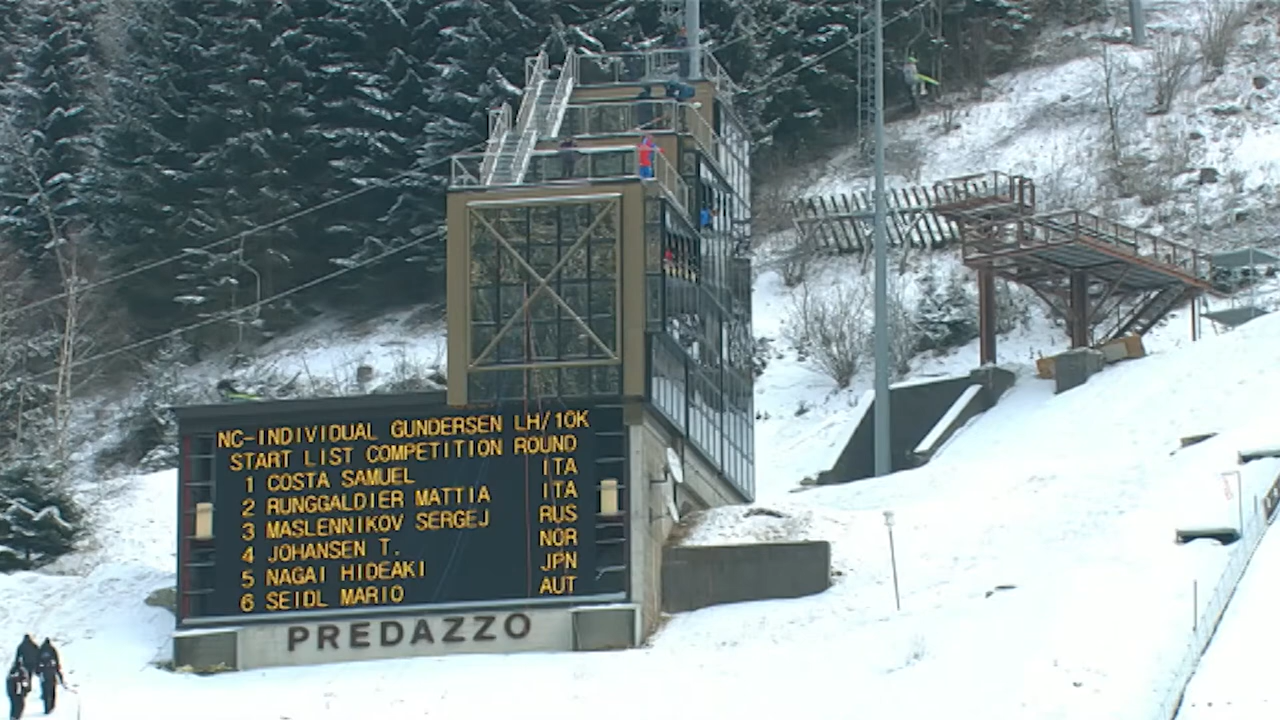 NC-INDIVIDUAL GUNDERSEN LH/10K
START LIST COMPETITION ROUND
1 COSTA SAMUEL ITA
2 RUNGGALDIER MATTIA ITA
3 MASLENNIKOV SERGEJ RUS
4 JOHANSEN T. NOR
5 NAGAI HIDEAKI JPN
6 SEIDL MARIO AUT
PREDAZZO